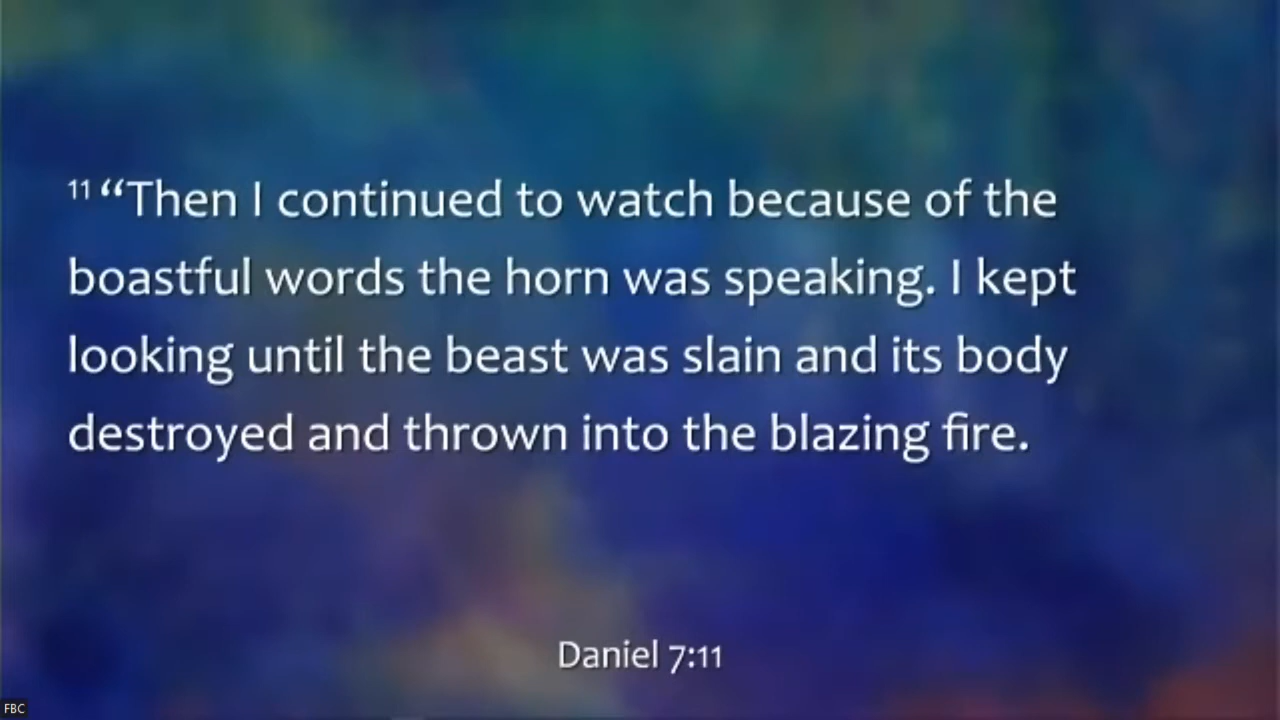 11 “Then I continued to watch because of the
boastful words the horn was speaking. I kept
looking until the beast was slain and its body
destroyed and thrown into the blazing fire.
Daniel 7:11
FBC